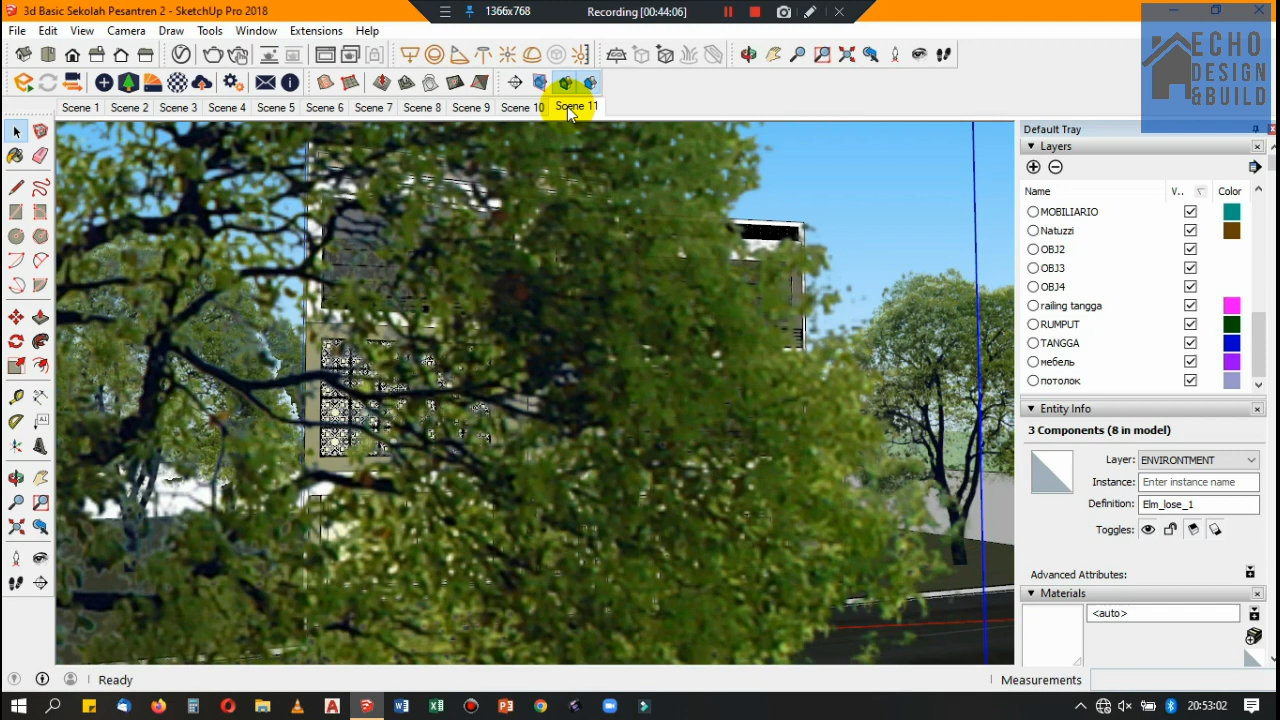 3d Basic Sekolah Pesantren 2 - SketchUp Pro 2018
1366x768
Recording [00:44:06]
ECHO
DESIGN
&BUILD
File Edit View Camera Draw Tools Window Extensions Help
Scene 1 Scene 2 Scene 3 Scene 4 Scene 5 Scene 6 Scene 7 Scene 8 Scene 9 Scene 10 Scene 11
Default Tray
Layers
Name V.. Color
MOBILIARIO
Natuzzi
OBJ2
OBJ3
OBJ4
railing tangga
RUMPUT
TANGGA
мебель
потолок
Entity Info
3 Components (8 in model)
Layer: ENVIRONTMENT
Instance: Enter instance name
Definition: Elm_lose_1
Toggles:
Advanced Attributes:
Materials
<auto>
Ready
Measurements
20:53:02